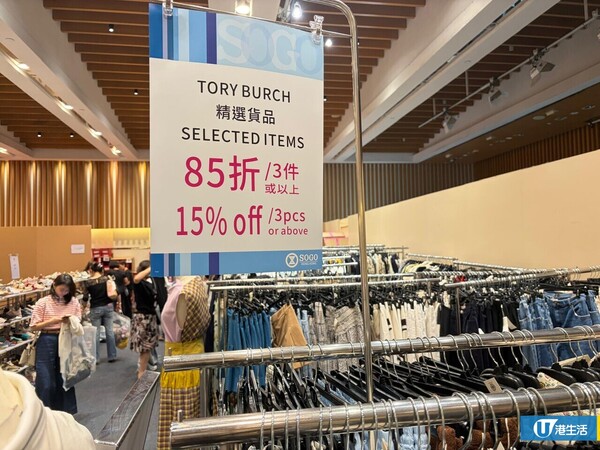 SOGO
TORY BURCH
精選貨品
SELECTED ITEMS
85折 /3件
或以上
15% off /3pcs
or above
SOGO
U 港生活